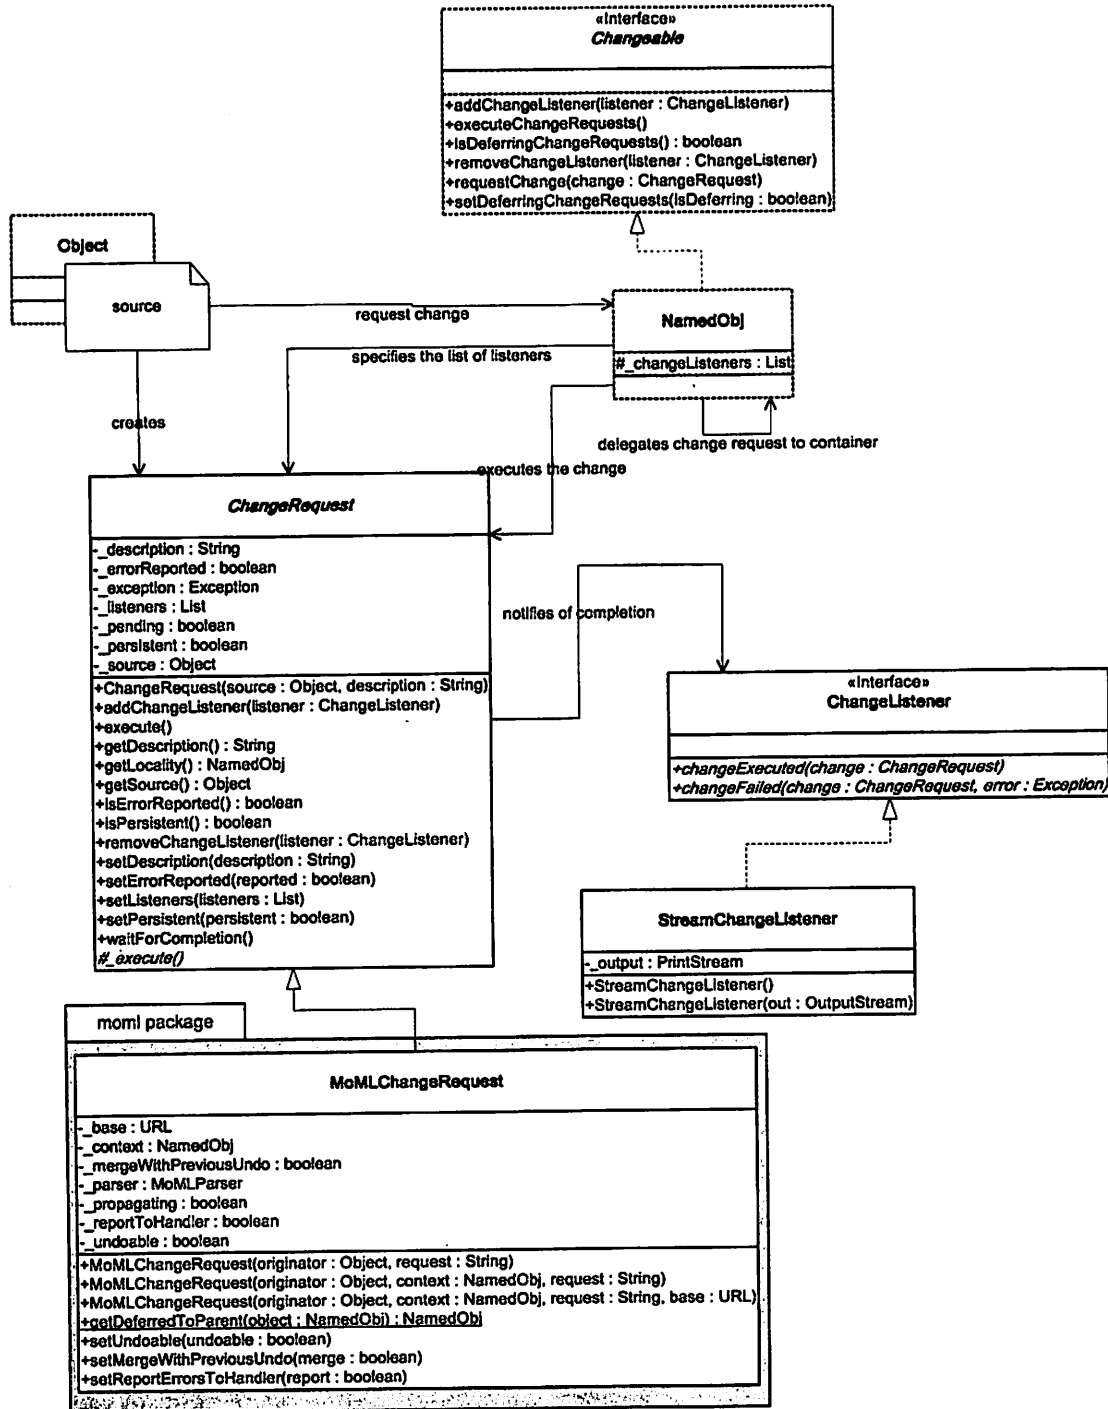 «Interface»
Changeable
+addChangeListener(listener : ChangeListener)
+executeChangeRequests()
+isDeferringChangeRequests() : boolean
+removeChangeListener(listener : ChangeListener)
+requestChange(change : ChangeRequest)
+setDeferringChangeRequests(isDeferring : boolean)
Object
source
request change
NamedObj
#_changeListeners : List
specifies the list of listeners
creates
delegates change request to container
executes the change
ChangeRequest
-_description : String
-_errorReported : boolean
-_exception : Exception
-_listeners : List
-_pending : boolean
-_persistent : boolean
-_source : Object
+ChangeRequest(source : Object, description : String)
+addChangeListener(listener : ChangeListener)
+execute()
+getDescription() : String
+getLocality() : NamedObj
+getSource() : Object
+isErrorReported() : boolean
+isPersistent() : boolean
+removeChangeListener(listener : ChangeListener)
+setDescription(description : String)
+setErrorReported(reported : boolean)
+setListeners(listeners : List)
+setPersistent(persistent : boolean)
+waitForCompletion()
#_execute()
notifies of completion
«Interface»
ChangeListener
+changeExecuted(change : ChangeRequest)
+changeFailed(change : ChangeRequest, error : Exception)
StreamChangeListener
-_output : PrintStream
+StreamChangeListener()
+StreamChangeListener(out : OutputStream)
moml package
MoMLChangeRequest
-_base : URL
-_context : NamedObj
-_mergeWithPreviousUndo : boolean
-_parser : MoMLParser
-_propagating : boolean
-_reportToHandler : boolean
-_undoable : boolean
+MoMLChangeRequest(originator : Object, request : String)
+MoMLChangeRequest(originator : Object, context : NamedObj, request : String)
+MoMLChangeRequest(originator : Object, context : NamedObj, request : String, base : URL)
+getDeferredToParent(object : NamedObj) : NamedObj
+setUndoable(undoable : boolean)
+setMergeWithPreviousUndo(merge : boolean)
+setReportErrorsToHandler(report : boolean)